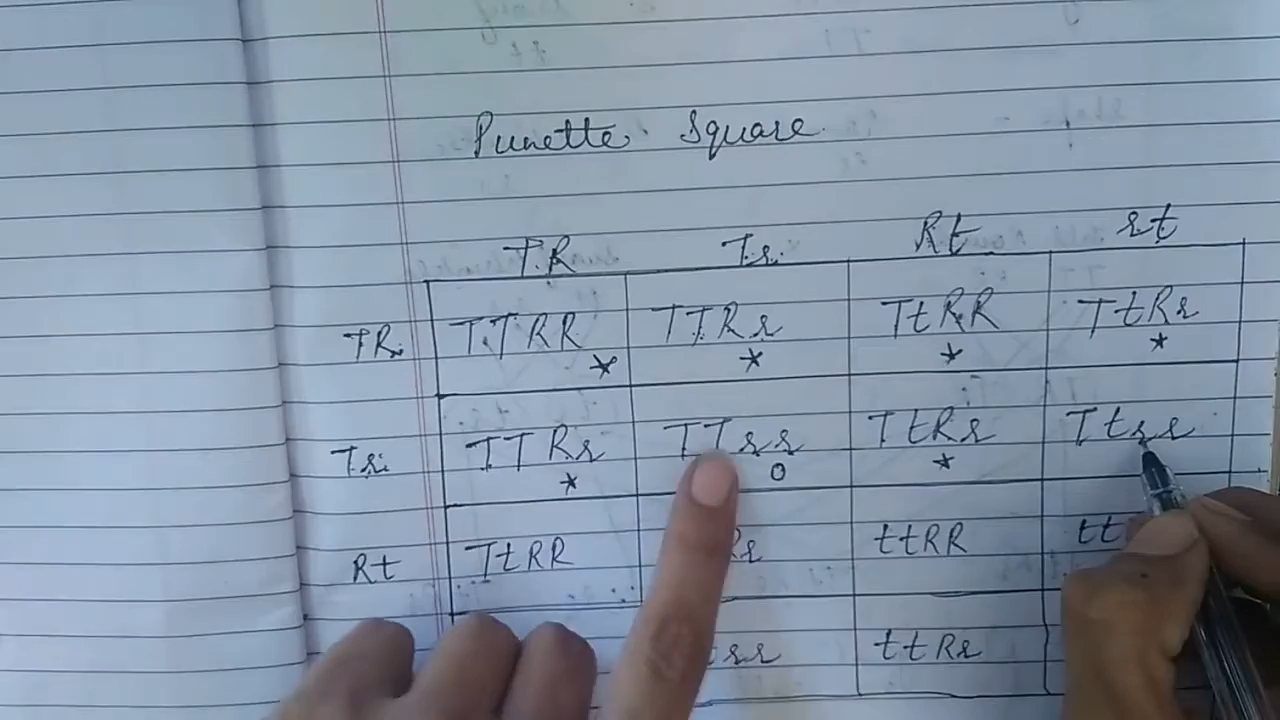 Punette Square
TR Tr Rt rt
TR TTRR TTRr TtRR TtRr
* * * *
Tr TTRr TTrr TtRr Ttrr
* o *
Rt TtRR ttRR
ttRr